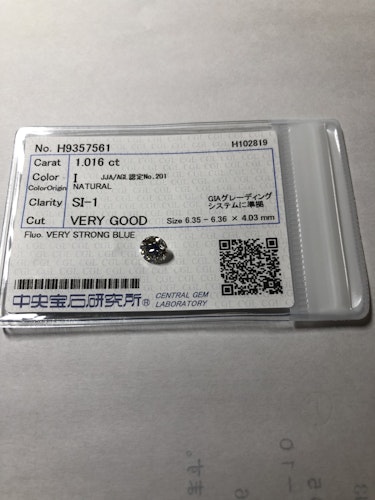 No. H9357561 H102819
Carat 1.016 ct
Color I JJA/AGL認定No.201
ColorOrigin NATURAL
Clarity SI-1 GIAグレーディング
システムに準拠
Cut VERY GOOD Size 6.35 - 6.36 × 4.03 mm
Fluo. VERY STRONG BLUE
中央宝石研究所® CENTRAL GEM
LABORATORY